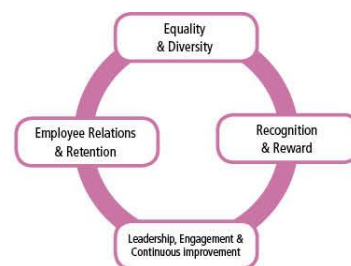 Equality
& Diversity
Employee Relations
& Retention
Recognition
& Reward
Leadership, Engagement &
Continuous improvement